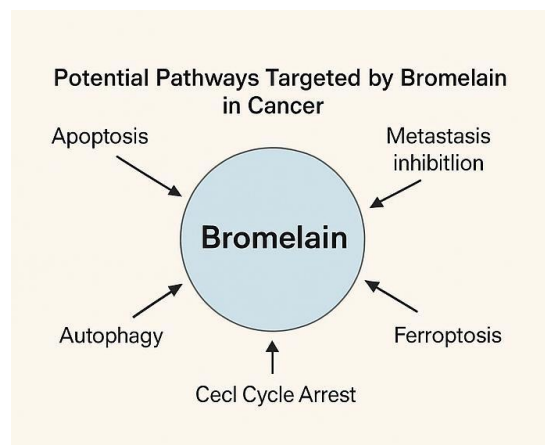 Potential Pathways Targeted by Bromelain
in Cancer
Apoptosis
Metastasis
inhibitlion
Bromelain
Autophagy
Ferroptosis
Cecl Cycle Arrest